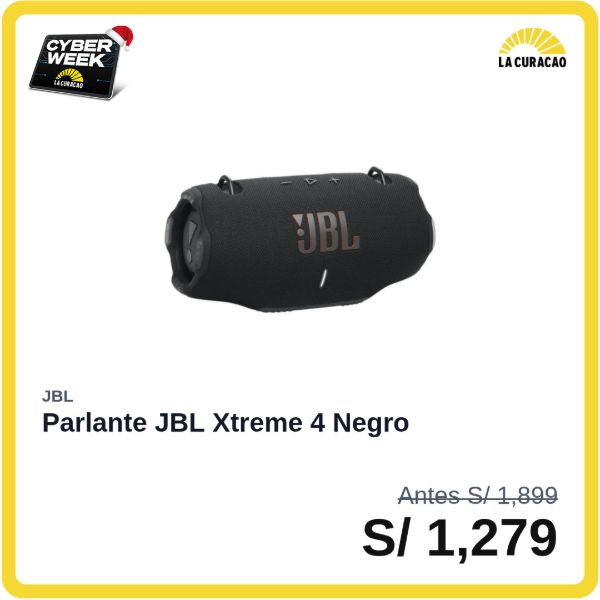 CYBER
WEEK
LA CURACAO
LA CURACAO
JBL
JBL
Parlante JBL Xtreme 4 Negro
Antes S/ 1,899
S/ 1,279